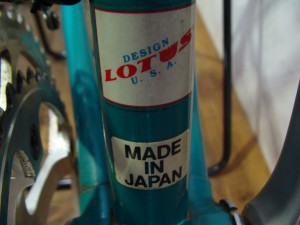 DESIGN
LOTUS
U. S. A.
MADE
IN
JAPAN